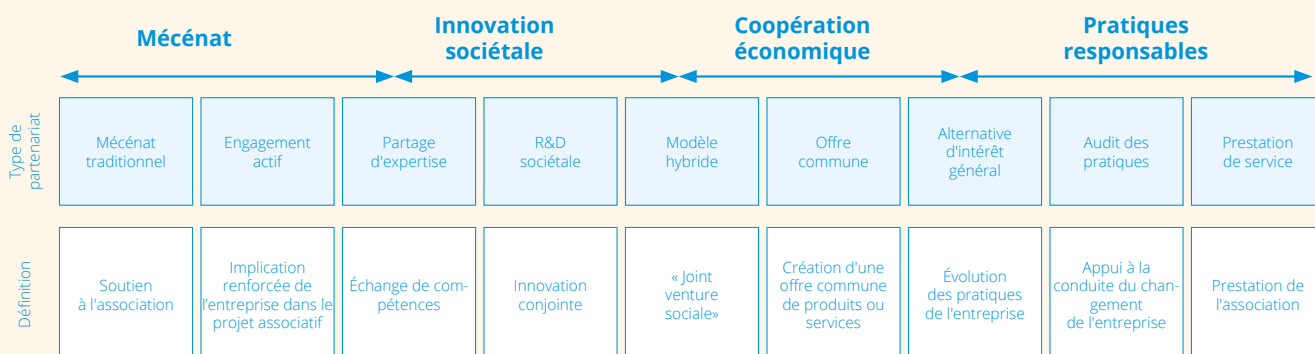 Mécénat
Innovation
sociétale
Coopération
économique
Pratiques
responsables
Type de
partenariat
Mécénat
traditionnel
Engagement
actif
Partage
d'expertise
R&D
sociétale
Modèle
hybride
Offre
commune
Alternative
d'intérêt
général
Audit des
pratiques
Prestation
de service
Définition
Soutien
à l'association
Implication
renforcée de
l'entreprise dans le
projet associatif
Échange de com-
pétences
Innovation
conjointe
« Joint
venture
sociale»
Création d'une
offre commune
de produits ou
services
Évolution
des pratiques
de l'entreprise
Appui à la
conduite du chan-
gement
de l'entreprise
Prestation de
l'association